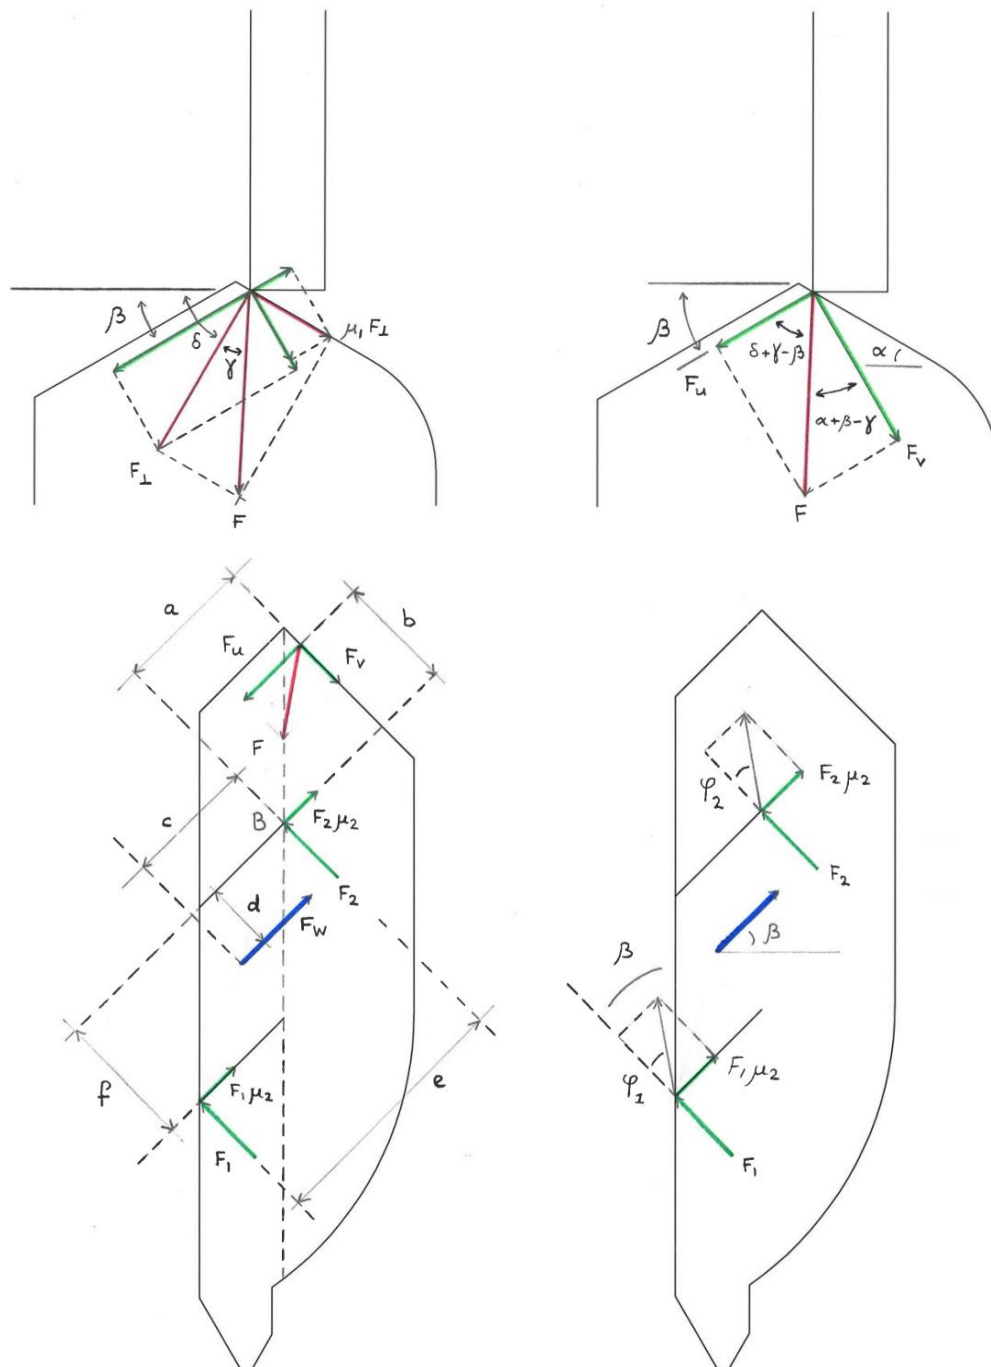 β
δ
γ
μ₁ F⊥
F⊥
F
β
Fu
δ+γ-β
α
α+β-γ
Fv
F
a
b
Fu
Fv
F
c
B
F₂μ₂
F₂
d
Fw
f
F₁μ₂
F₁
e
φ₂
F₂μ₂
F₂
β
β
φ₁
F₁μ₂
F₁